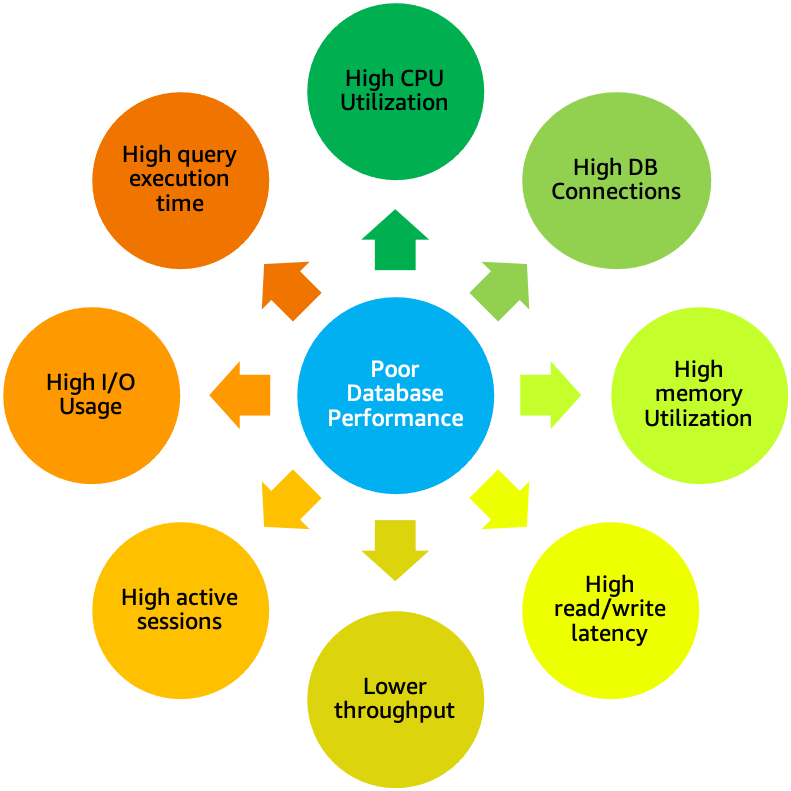 High CPU
Utilization
High DB
Connections
High
memory
Utilization
High
read/write
latency
Lower
throughput
High active
sessions
High I/O
Usage
High query
execution
time
Poor
Database
Performance